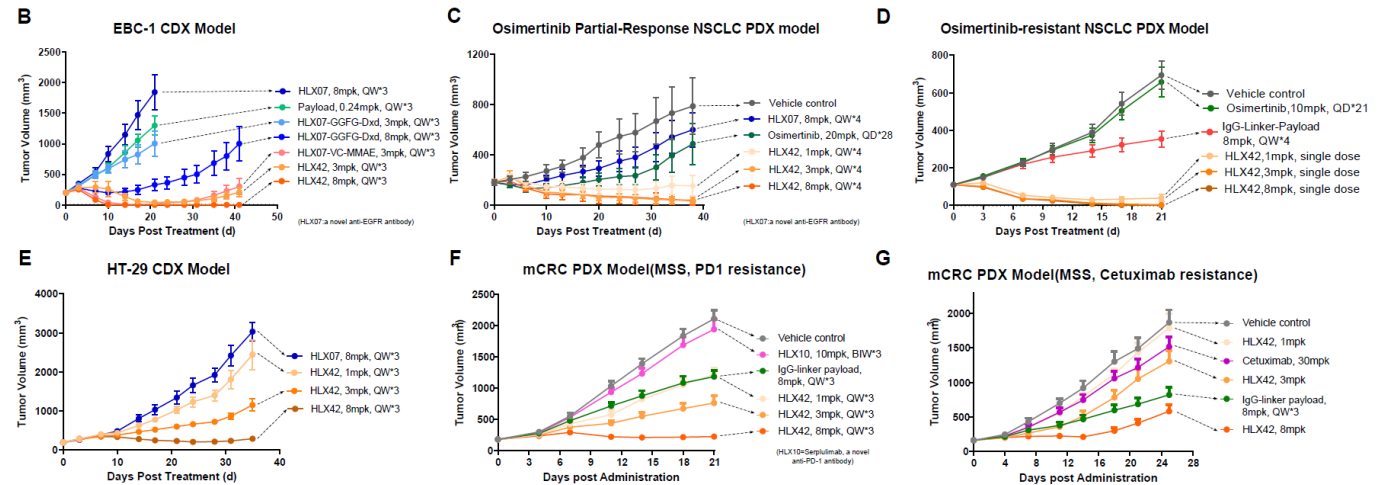 B
EBC-1 CDX Model
Tumor Volume (mm³)
2500
2000
1500
1000
500
0
0 10 20 30 40 50
Days Post Treatment (d)
HLX07, 8mpk, QW*3
Payload, 0.24mpk, QW*3
HLX07-GGFG-Dxd, 3mpk, QW*3
HLX07-GGFG-Dxd, 8mpk, QW*3
HLX07-VC-MMAE, 3mpk, QW*3
HLX42, 3mpk, QW*3
HLX42, 8mpk, QW*3
(HLX07:a novel anti-EGFR antibody)
C
Osimertinib Partial-Response NSCLC PDX model
Tumor Volume (mm³)
1200
800
400
0
0 10 20 30 40
Days Post Treatment (d)
Vehicle control
HLX07, 8mpk, QW*4
Osimertinib, 20mpk, QD*28
HLX42, 1mpk, QW*4
HLX42, 3mpk, QW*4
HLX42, 8mpk, QW*4
(HLX07:a novel anti-EGFR antibody)
D
Osimertinib-resistant NSCLC PDX Model
Tumor Volume (mm³)
800
600
400
200
0
0 3 6 9 12 15 18 21
Days Post Treatment (d)
Vehicle control
Osimertinib,10mpk, QD*21
IgG-Linker-Payload
8mpk, QW*4
HLX42,1mpk, single dose
HLX42,3mpk, single dose
HLX42,8mpk, single dose
E
HT-29 CDX Model
Tumor Volume (mm³)
4000
3000
2000
1000
0
0 10 20 30 40
Days Post Treatment (d)
HLX07, 8mpk, QW*3
HLX42, 1mpk, QW*3
HLX42, 3mpk, QW*3
HLX42, 8mpk, QW*3
F
mCRC PDX Model(MSS, PD1 resistance)
Tumor Volume (mm³)
2500
2000
1500
1000
500
0
0 3 7 10 14 17 21
Days post Administration
Vehicle control
HLX10, 10mpk, BIW*3
IgG-linker payload,
8mpk, QW*3
HLX42, 1mpk, QW*3
HLX42, 3mpk, QW*3
HLX42, 8mpk, QW*3
(HLX10=Serplulimab, a novel
anti-PD-1 antibody)
G
mCRC PDX Model(MSS, Cetuximab resistance)
Tumor Volume (mm³)
2000
1500
1000
500
0
0 4 8 12 16 20 24 28
Days post Administration
Vehicle control
HLX42, 1mpk
Cetuximab, 30mpk
HLX42, 3mpk
IgG-linker payload,
8mpk, QW*3
HLX42, 8mpk